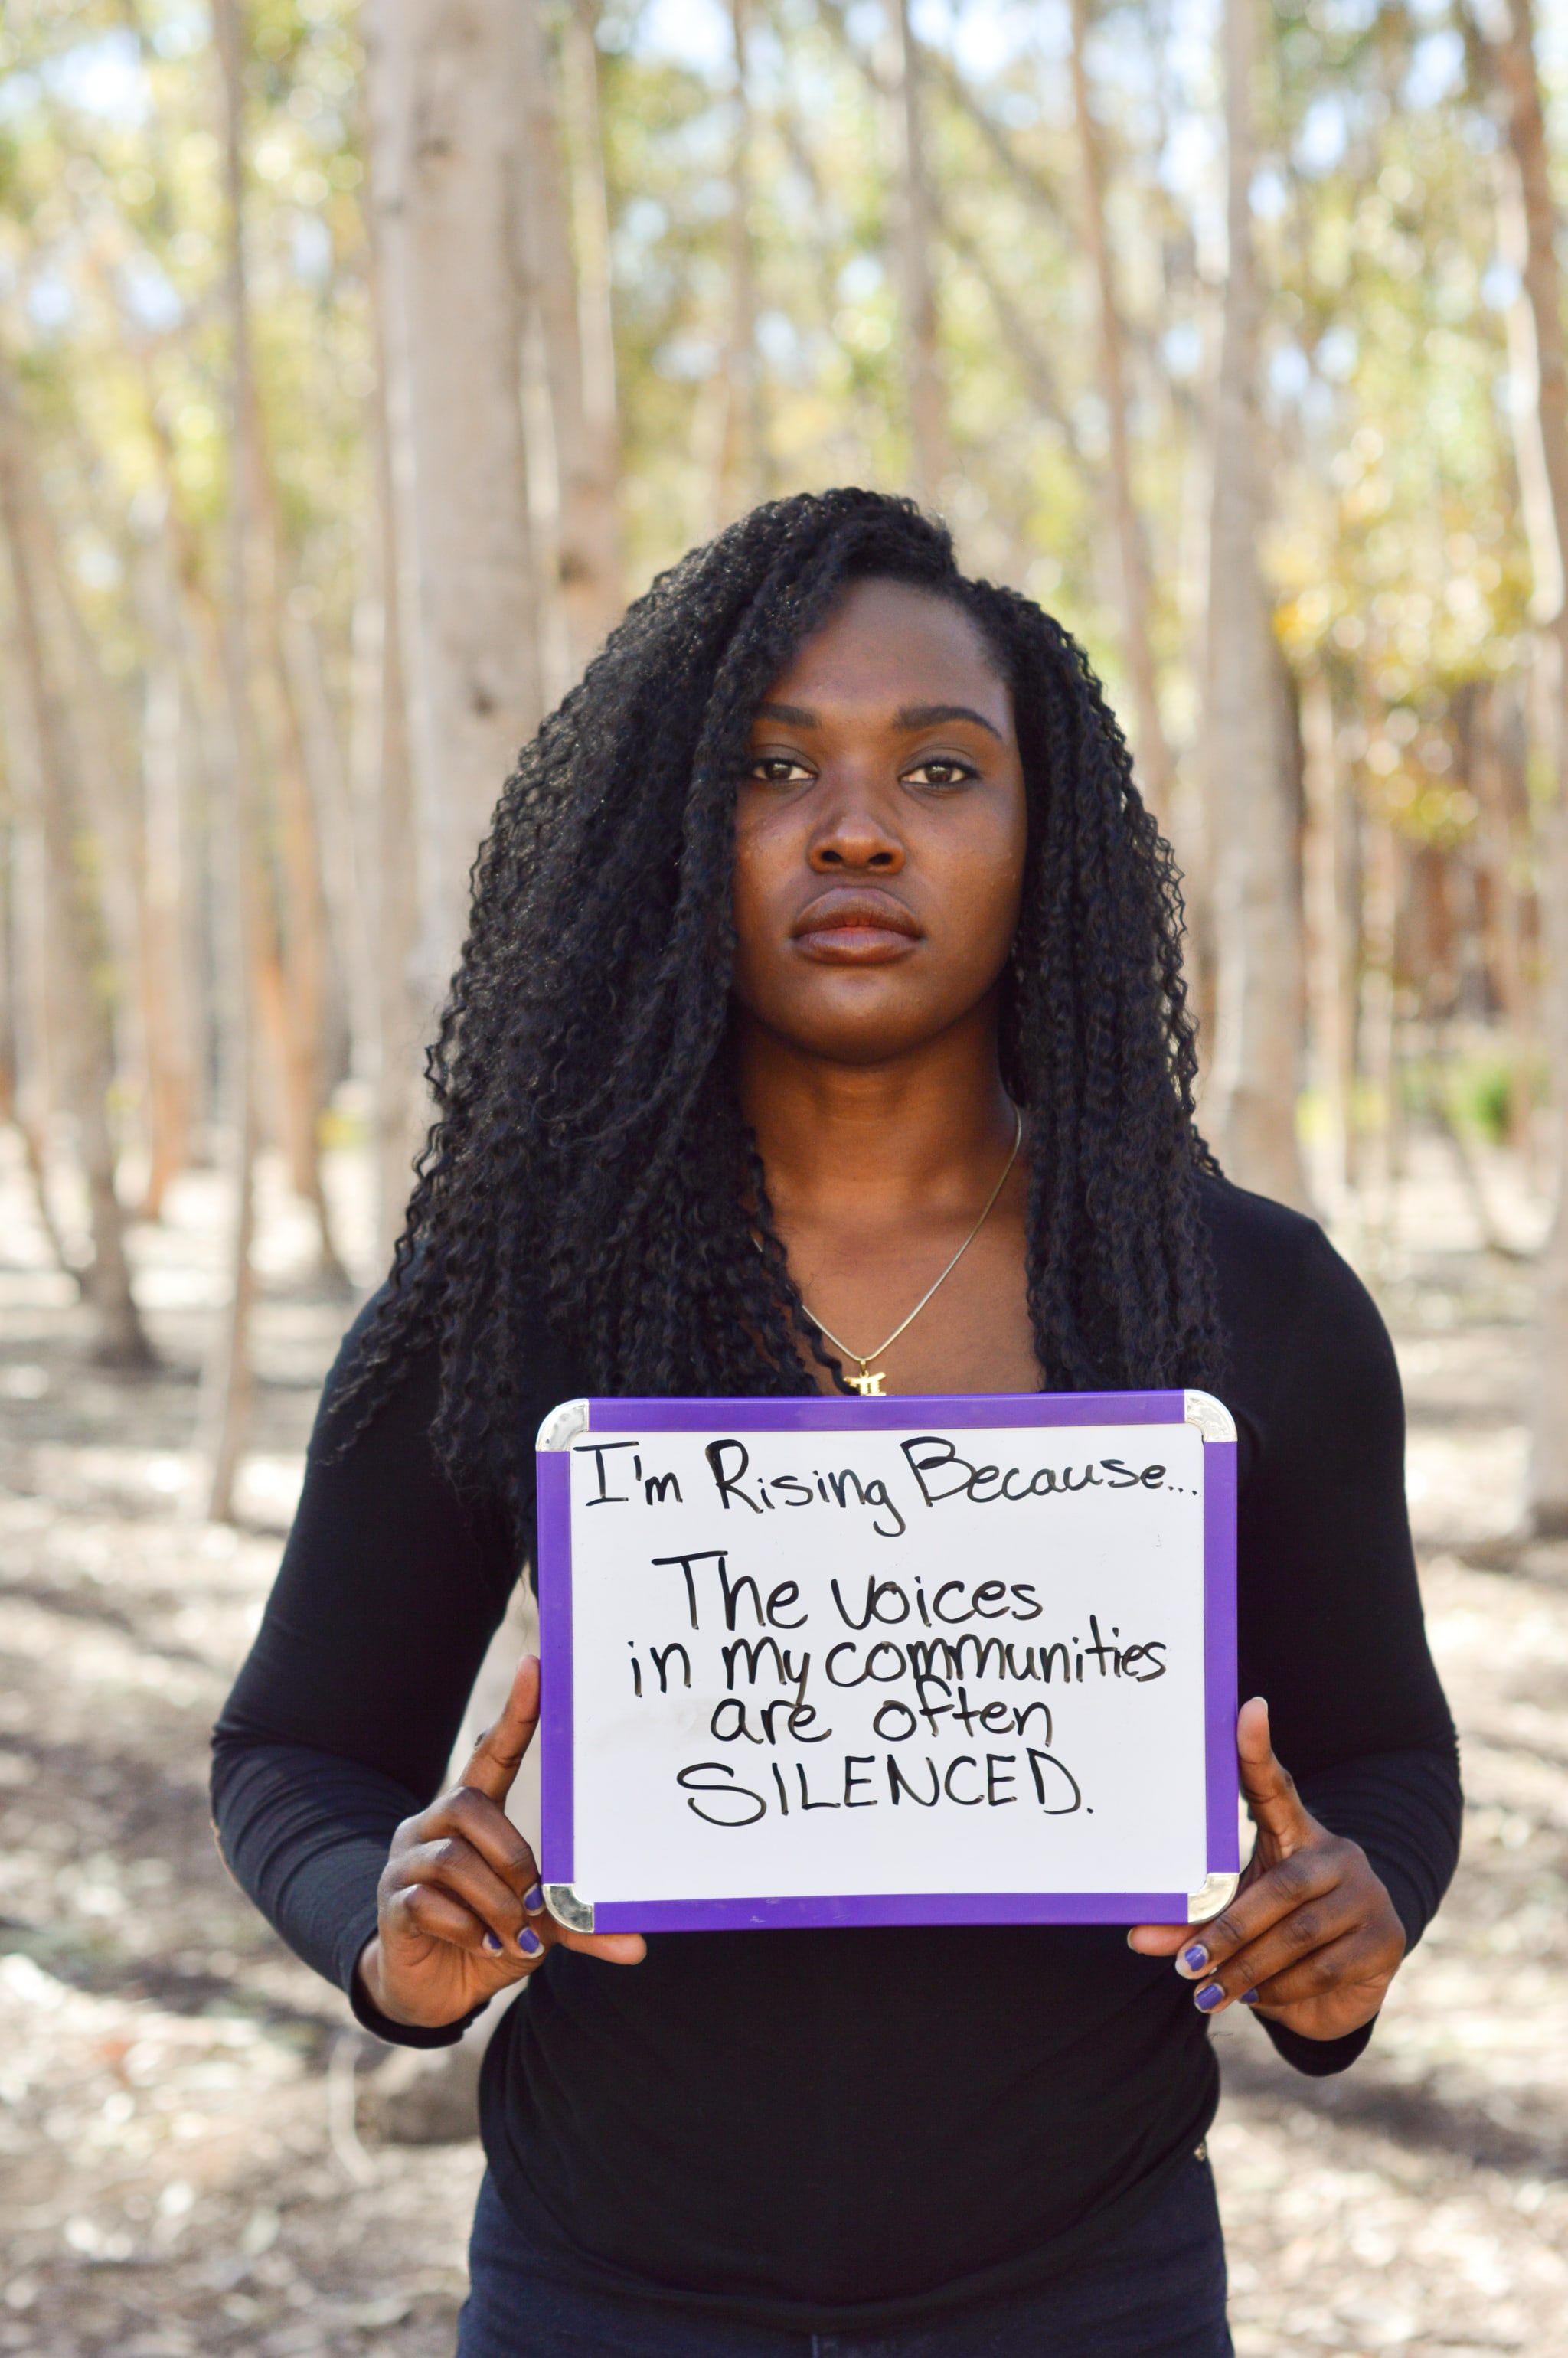 I'm Rising Because...
The voices
in my communities
are often
SILENCED.